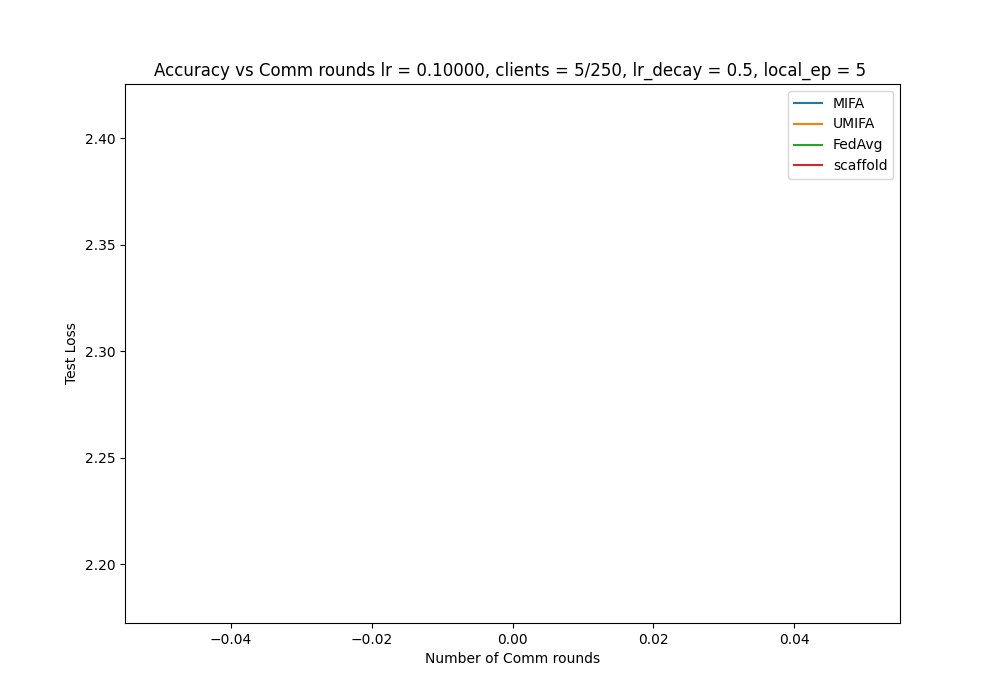 Accuracy vs Comm rounds lr = 0.10000, clients = 5/250, lr_decay = 0.5, local_ep = 5
MIFA
UMIFA
FedAvg
scaffold
2.40
2.35
2.30
2.25
2.20
Test Loss
−0.04
−0.02
0.00
0.02
0.04
Number of Comm rounds